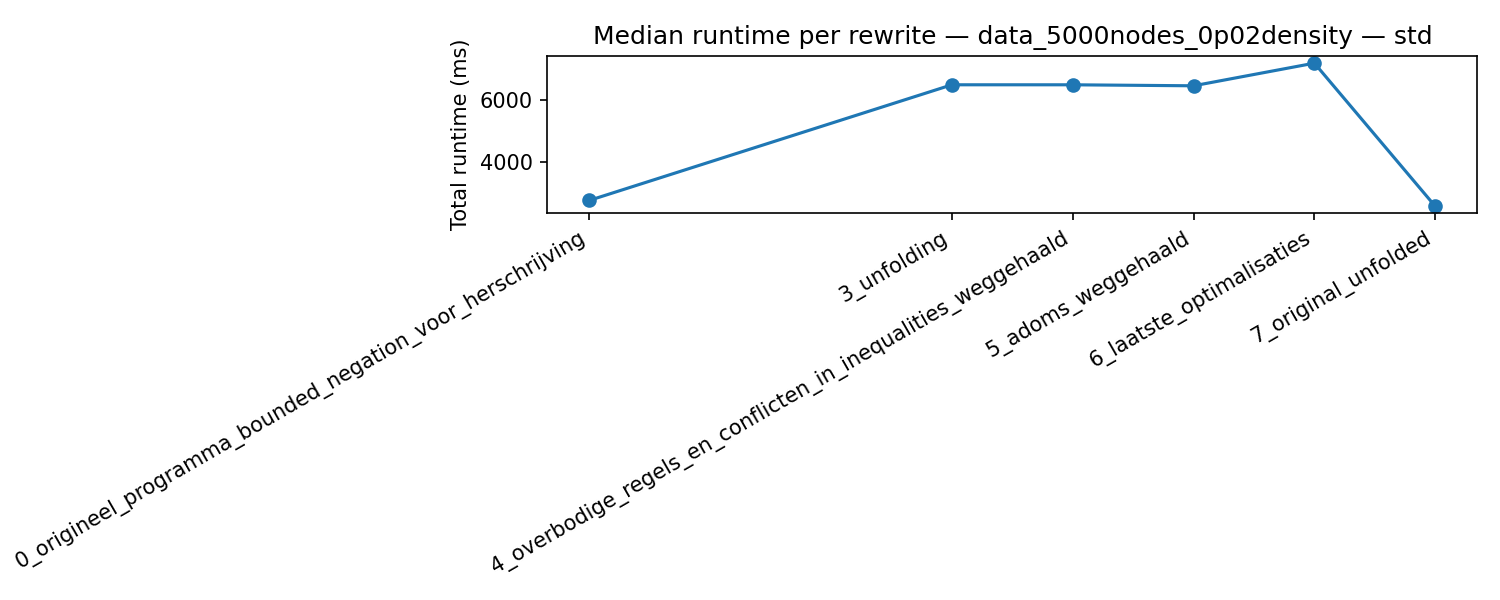 Median runtime per rewrite — data_5000nodes_0p02density — std
Total runtime (ms)
6000
4000
0_origineel_programma_bounded_negation_voor_herschrijving
3_unfolding
4_overbodige_regels_en_conflicten_in_inequalities_weggehaald
5_adoms_weggehaald
6_laatste_optimalisaties
7_original_unfolded